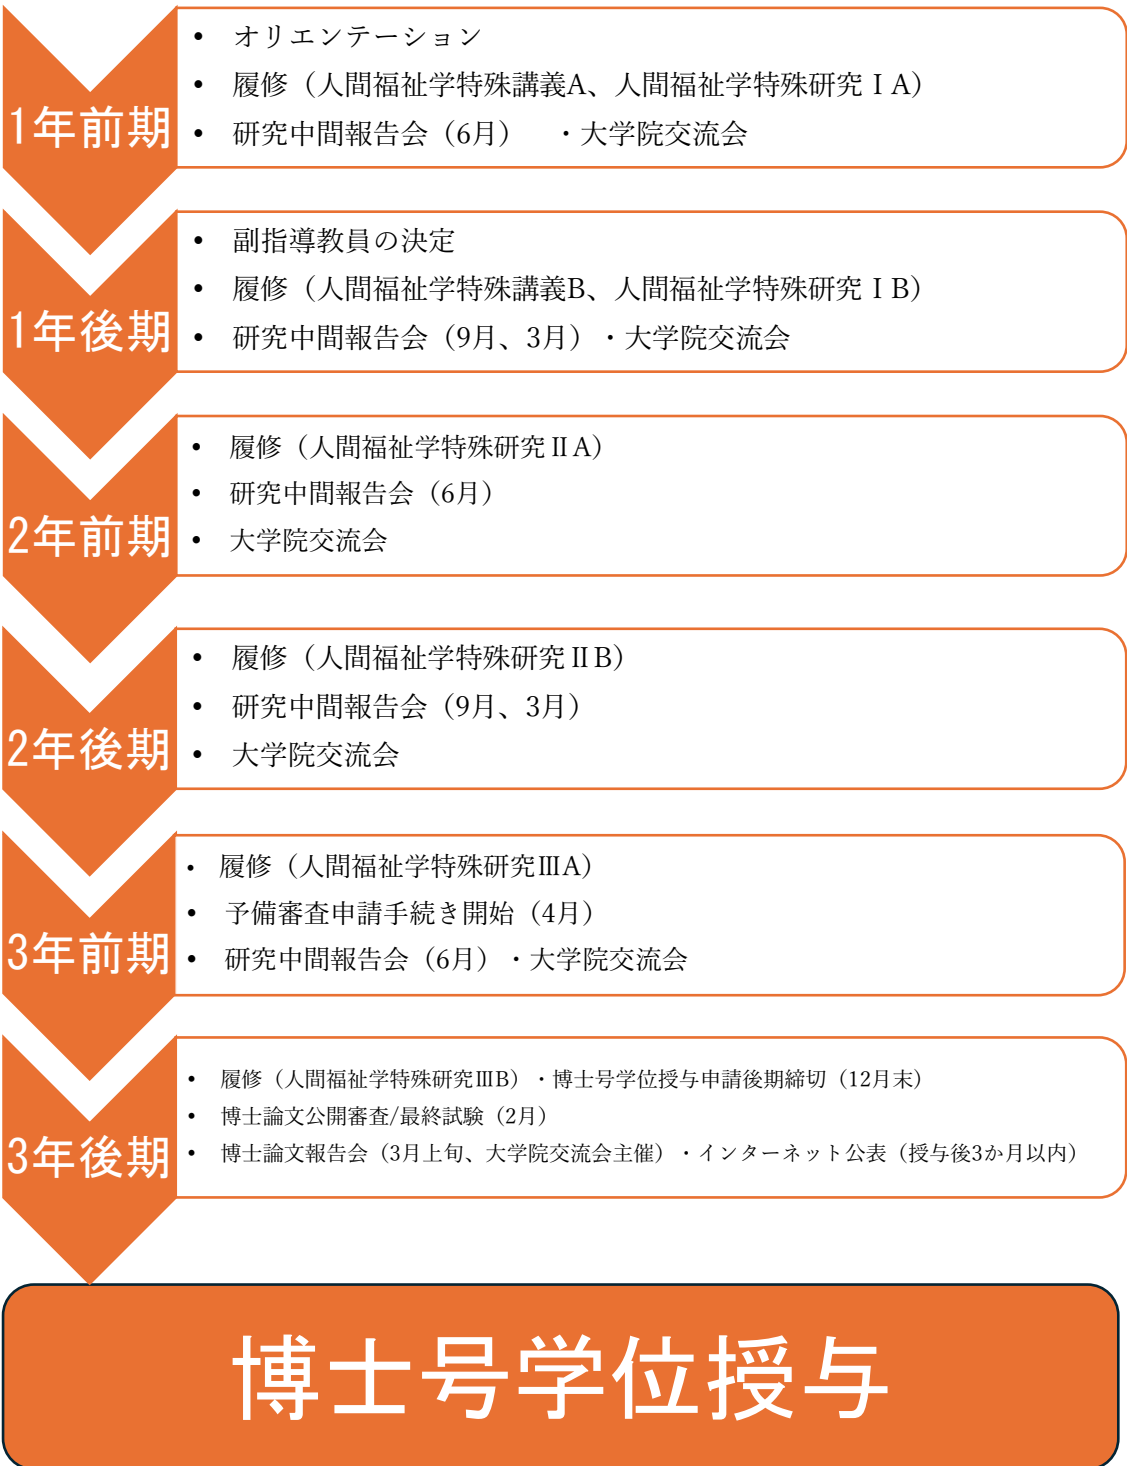 1年前期
• オリエンテーション
• 履修（人間福祉学特殊講義A、人間福祉学特殊研究ⅠA）
• 研究中間報告会（6月）　・大学院交流会
1年後期
• 副指導教員の決定
• 履修（人間福祉学特殊講義B、人間福祉学特殊研究ⅠB）
• 研究中間報告会（9月、3月）・大学院交流会
2年前期
• 履修（人間福祉学特殊研究ⅡA）
• 研究中間報告会（6月）
• 大学院交流会
2年後期
• 履修（人間福祉学特殊研究ⅡB）
• 研究中間報告会（9月、3月）
• 大学院交流会
3年前期
• 履修（人間福祉学特殊研究ⅢA）
• 予備審査申請手続き開始（4月）
• 研究中間報告会（6月）・大学院交流会
3年後期
• 履修（人間福祉学特殊研究ⅢB）・博士号学位授与申請後期締切（12月末）
• 博士論文公開審査/最終試験（2月）
• 博士論文報告会（3月上旬、大学院交流会主催）・インターネット公表（授与後3か月以内）
博士号学位授与